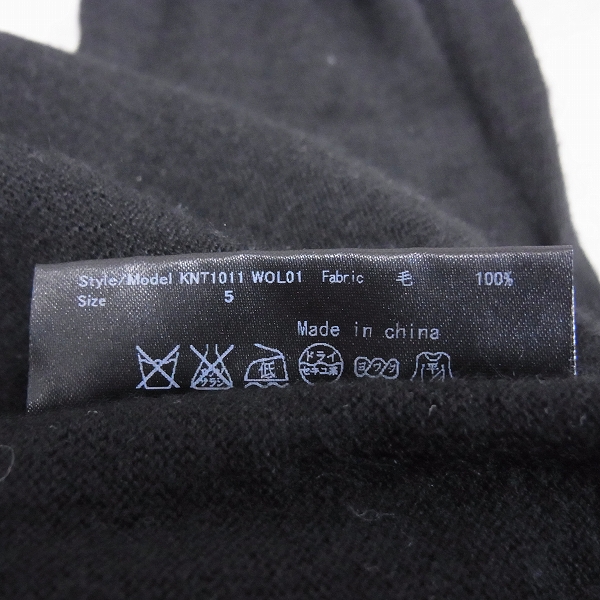 Style/Model KNT1011 WOL01 Fabric 毛 100%
Size 5
Made in china
低 ドライ セキユ系 ヨワク 平